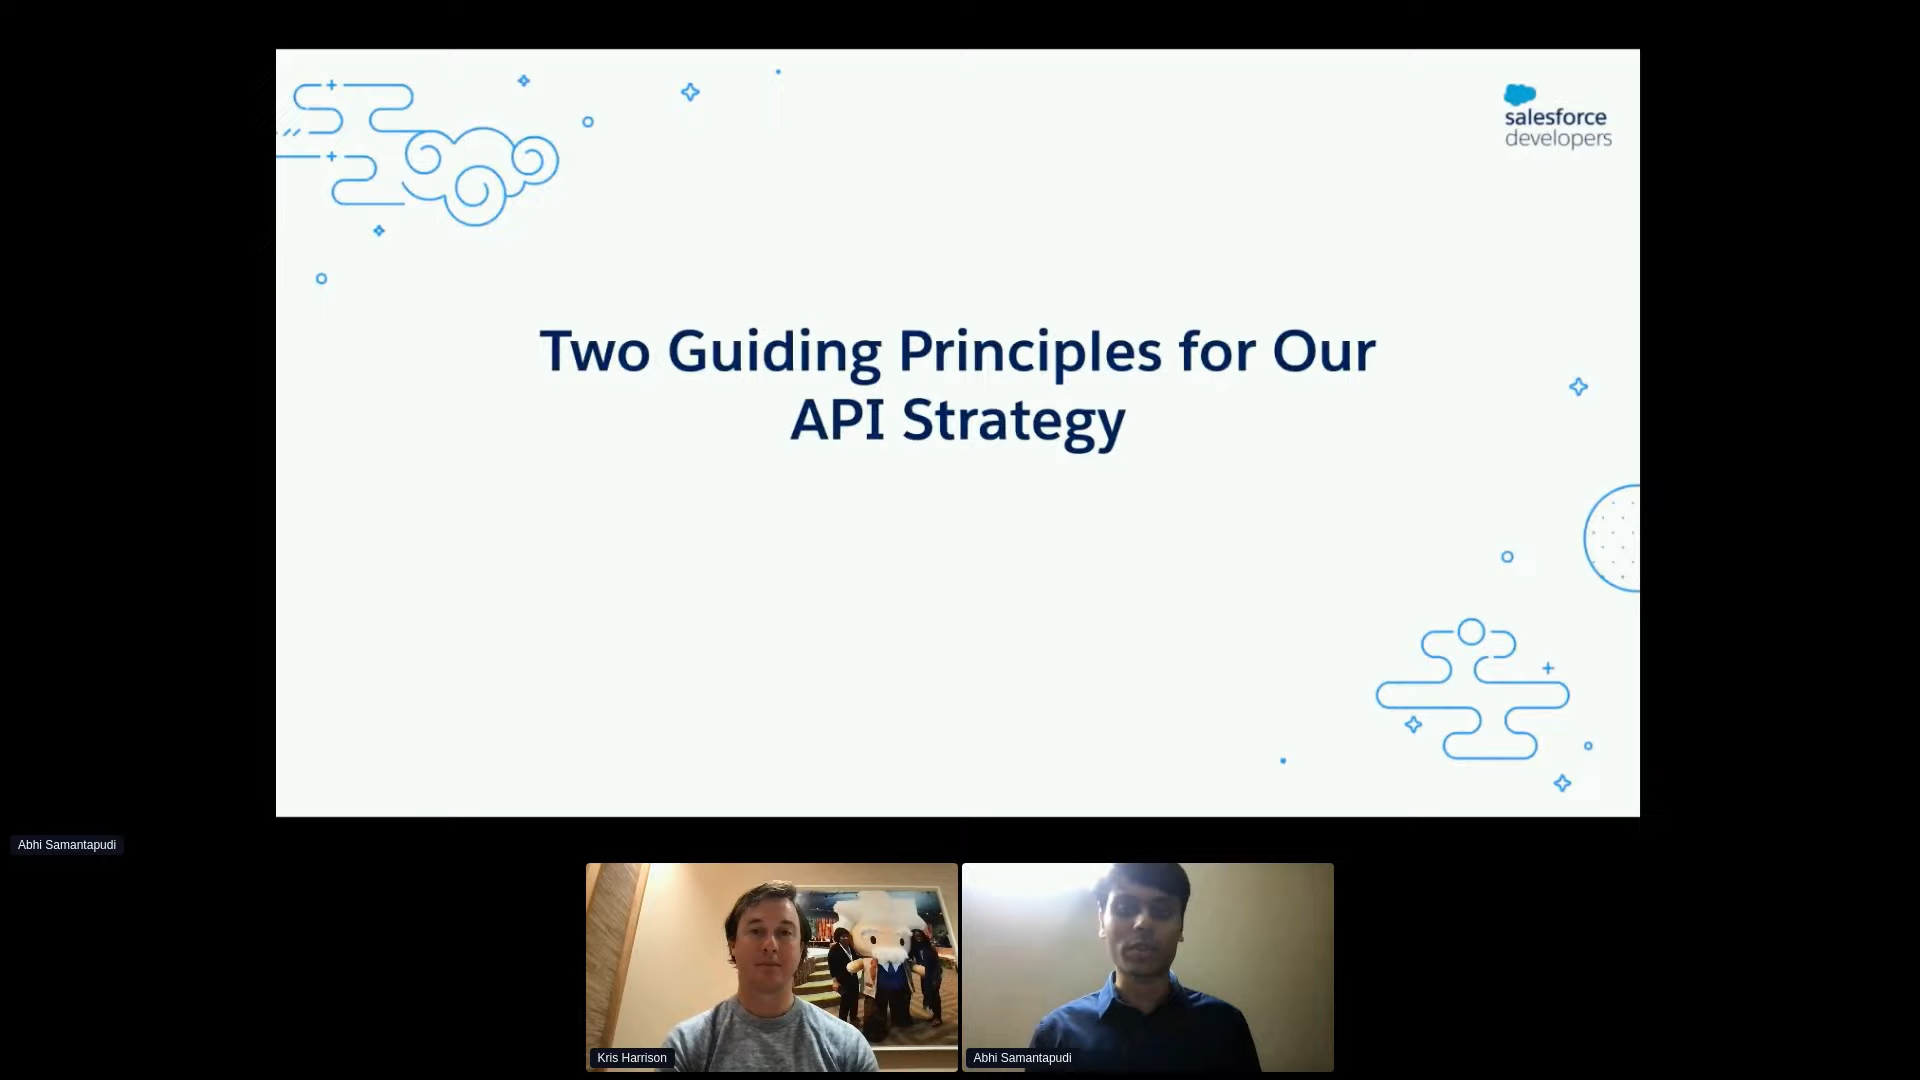 salesforce
developers
Two Guiding Principles for Our
API Strategy
Abhi Samantapudi
Kris Harrison
Abhi Samantapudi